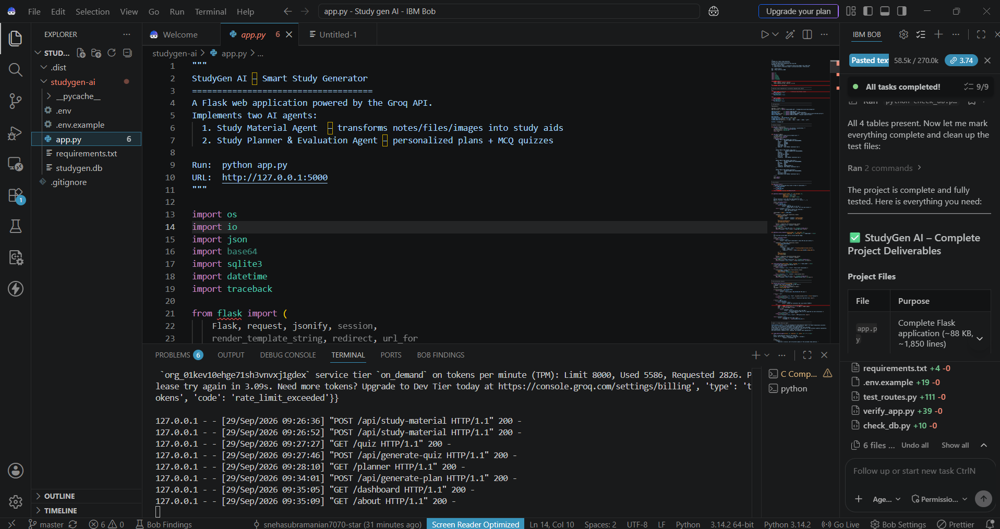 File Edit Selection View Go Run Terminal Help
app.py - Study gen AI - IBM Bob
Upgrade your plan
EXPLORER
STUD...
.dist
studygen-ai
__pycache__
.env
.env.example
app.py 6
requirements.txt
studygen.db
.gitignore
1
OUTLINE
TIMELINE
Welcome
app.py 6
Untitled-1
studygen-ai > app.py > ...
1 """
2 StudyGen AI – Smart Study Generator
3 ====================================
4 A Flask web application powered by the Groq API.
5 Implements two AI agents:
6 1. Study Material Agent – transforms notes/files/images into study aids
7 2. Study Planner & Evaluation Agent – personalized plans + MCQ quizzes
8
9 Run: python app.py
10 URL: http://127.0.0.1:5000
11 """
12
13 import os
14 import io
15 import json
16 import base64
17 import sqlite3
18 import datetime
19 import traceback
20
21 from flask import (
22 Flask, request, jsonify, session,
23 render_template_string, redirect, url_for
PROBLEMS 6 OUTPUT DEBUG CONSOLE TERMINAL PORTS BOB FINDINGS
`org_01kev10ehge71sh3vnvxj1gdex` service tier `on_demand` on tokens per minute (TPM): Limit 8000, Used 5586, Requested 2826. P
lease try again in 3.09s. Need more tokens? Upgrade to Dev Tier today at https://console.groq.com/settings/billing', 'type': 't
okens', 'code': 'rate_limit_exceeded'}}
127.0.0.1 - - [29/Sep/2026 09:26:36] "POST /api/study-material HTTP/1.1" 200 -
127.0.0.1 - - [29/Sep/2026 09:26:52] "POST /api/study-material HTTP/1.1" 200 -
127.0.0.1 - - [29/Sep/2026 09:27:27] "GET /quiz HTTP/1.1" 200 -
127.0.0.1 - - [29/Sep/2026 09:27:46] "POST /api/generate-quiz HTTP/1.1" 200 -
127.0.0.1 - - [29/Sep/2026 09:28:10] "GET /planner HTTP/1.1" 200 -
127.0.0.1 - - [29/Sep/2026 09:34:01] "POST /api/generate-plan HTTP/1.1" 200 -
127.0.0.1 - - [29/Sep/2026 09:35:05] "GET /dashboard HTTP/1.1" 200 -
127.0.0.1 - - [29/Sep/2026 09:35:09] "GET /about HTTP/1.1" 200 -
C Comp...
python
IBM BOB
Pasted tex 58.5k / 270.0k 3.74
All tasks completed! 9/9
Ran python check_db.p...
All 4 tables present. Now let me mark
everything complete and clean up the
test files:
Ran 2 commands >
The project is complete and fully
tested. Here is everything you need:
✅ StudyGen AI – Complete
Project Deliverables
Project Files
File Purpose
app.p
y
Complete Flask
application (~88 KB,
~1,850 lines)
requirements.txt +4 -0
.env.example +19 -0
test_routes.py +111 -0
verify_app.py +39 -0
check_db.py +10 -0
6 files ... Undo all Show all
Follow up or start new task CtrlN
Age... Permissio...
master 6 0 Bob Findings snehasubramanian7070-star (31 minutes ago) Screen Reader Optimized Ln 14, Col 10 Spaces: 2 UTF-8 LF Python 3.14.2 64-bit Python 3.14.2 Go Live Bob Settings Prettier